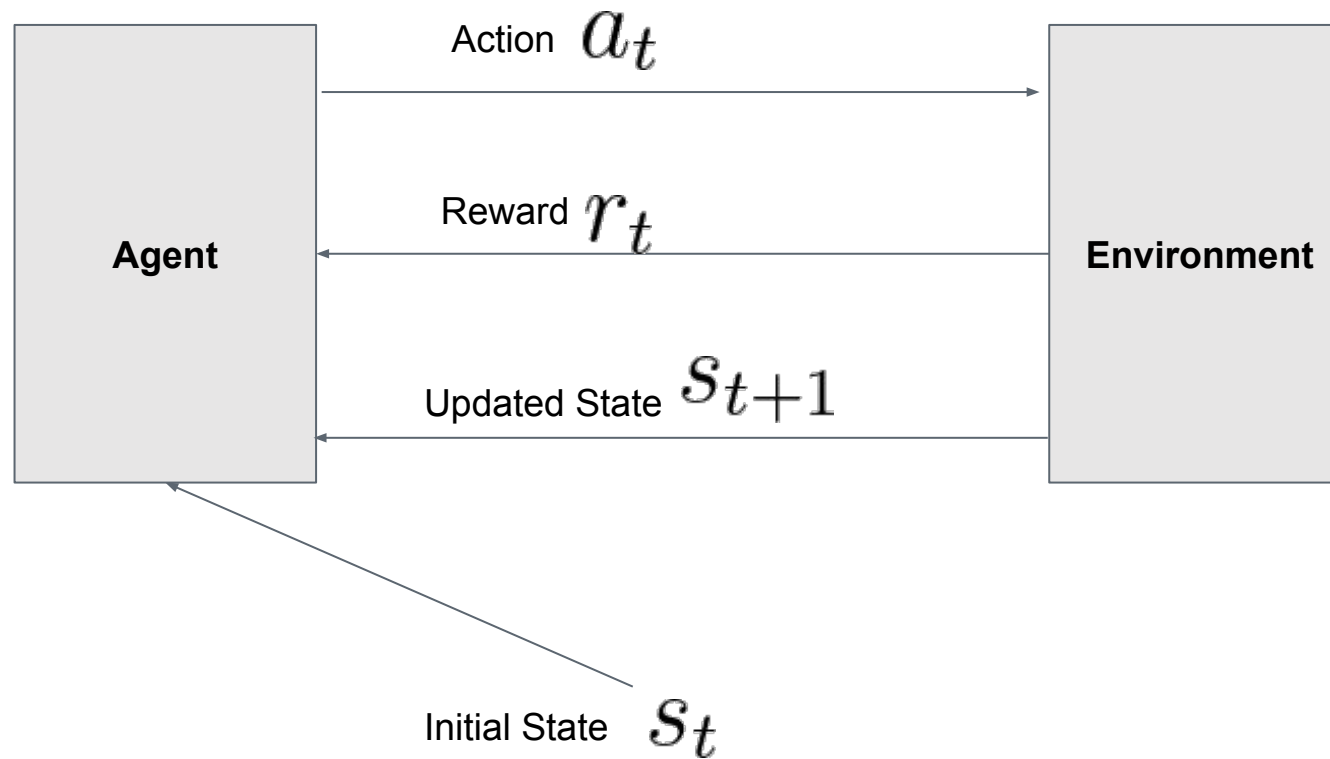 Action a_t
Reward r_t
Agent
Environment
Updated State s_{t+1}
Initial State s_t